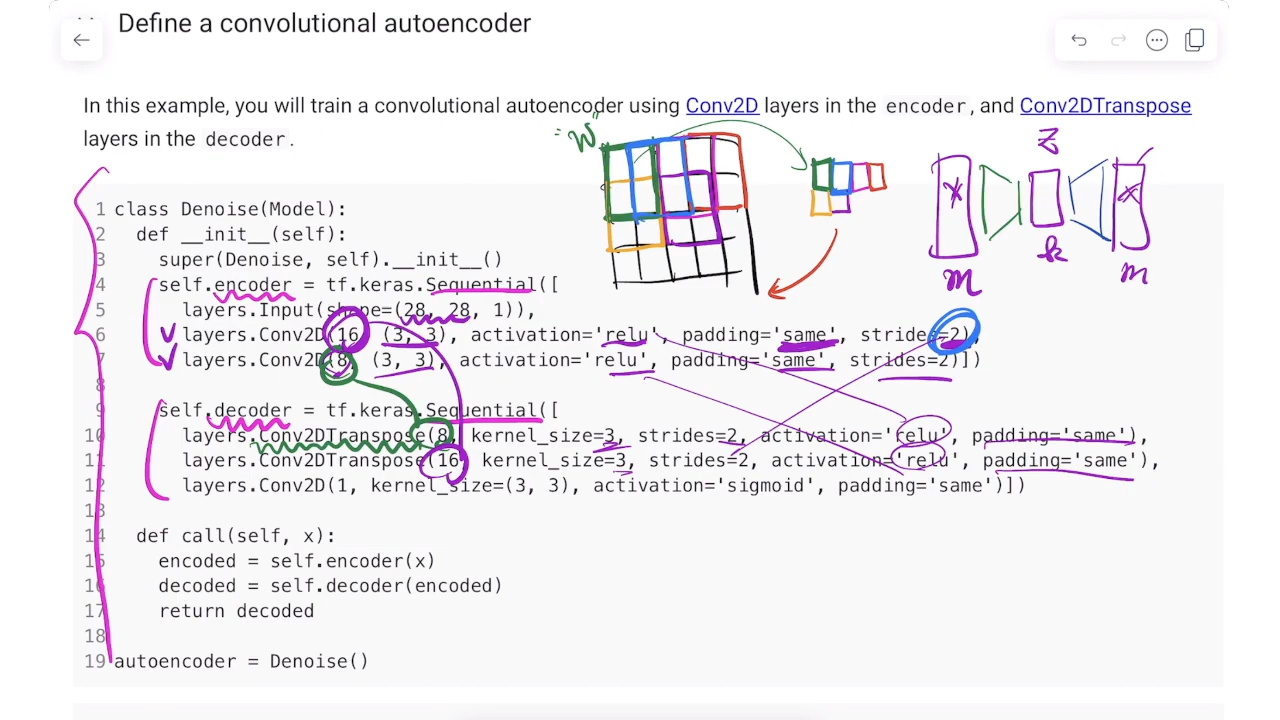 Define a convolutional autoencoder
In this example, you will train a convolutional autoencoder using Conv2D layers in the encoder, and Conv2DTranspose
layers in the decoder.
"W"
z
x
x
m
k
m
1 class Denoise(Model):
2 def __init__(self):
3 super(Denoise, self).__init__()
4 self.encoder = tf.keras.Sequential([
5 layers.Input(shape=(28, 28, 1)),
6 layers.Conv2D(16, (3, 3), activation='relu', padding='same', strides=2),
7 layers.Conv2D(8, (3, 3), activation='relu', padding='same', strides=2)])
8
9 self.decoder = tf.keras.Sequential([
10 layers.Conv2DTranspose(8, kernel_size=3, strides=2, activation='relu', padding='same'),
11 layers.Conv2DTranspose(16, kernel_size=3, strides=2, activation='relu', padding='same'),
12 layers.Conv2D(1, kernel_size=(3, 3), activation='sigmoid', padding='same')])
13
14 def call(self, x):
15 encoded = self.encoder(x)
16 decoded = self.decoder(encoded)
17 return decoded
18
19 autoencoder = Denoise()